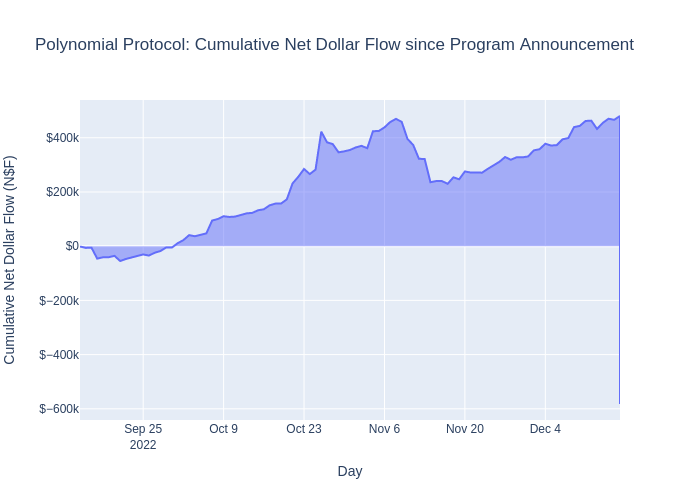 Polynomial Protocol: Cumulative Net Dollar Flow since Program Announcement
Cumulative Net Dollar Flow (N$F)
$400k
$200k
$0
$−200k
$−400k
$−600k
Sep 25
2022
Oct 9
Oct 23
Nov 6
Nov 20
Dec 4
Day